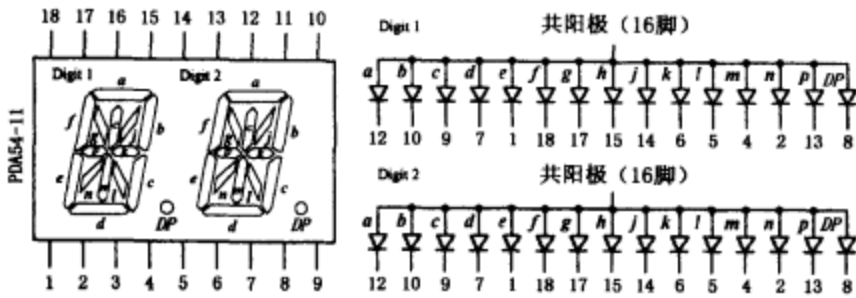 18 17 16 15 14 13 12 11 10
PDA54-11
Digit 1 Digit 2
a a
f b f b
g j j
e c e c
n l n l
d DP d DP
1 2 3 4 5 6 7 8 9
Digit 1 共阳极（16脚）
a b c d e f g h j k l m n p DP
12 10 9 7 1 18 17 15 14 6 5 4 2 13 8
Digit 2 共阳极（16脚）
a b c d e f g h j k l m n p DP
12 10 9 7 1 18 17 15 14 6 5 4 2 13 8